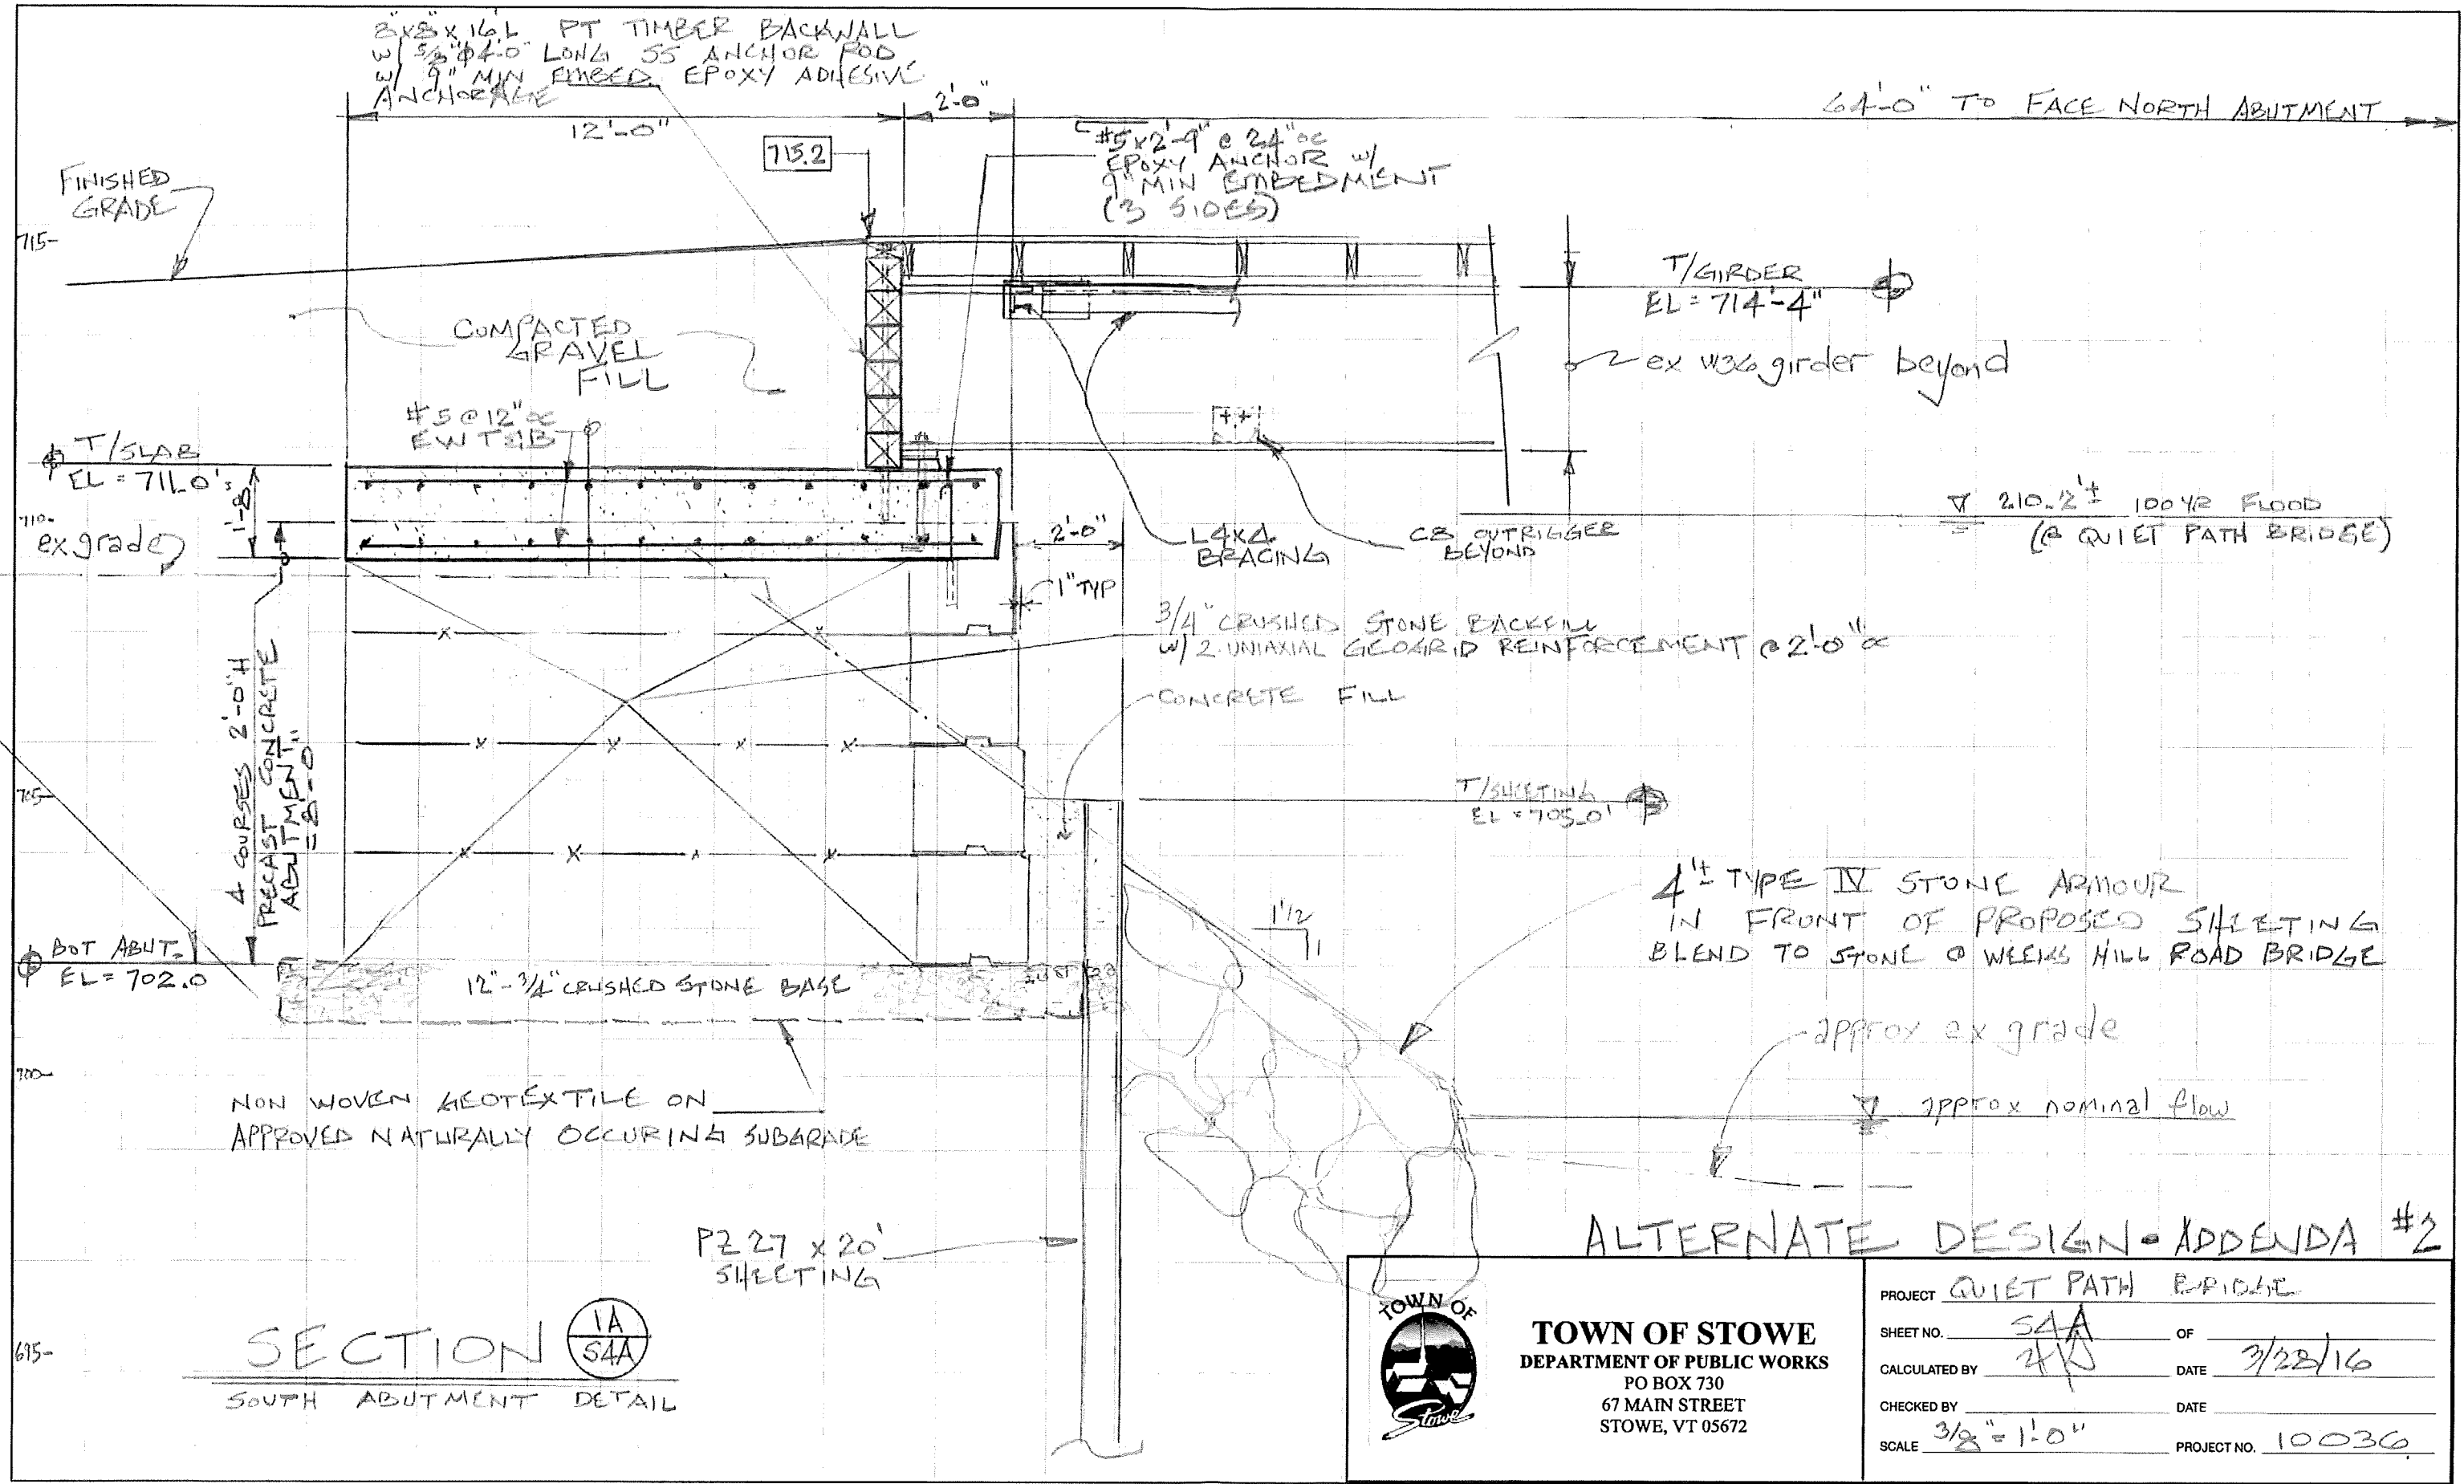 8"x8"x16'L PT TIMBER BACKWALL
w/ 5/8"φ4'-0" LONG SS ANCHOR ROD
w/ 9" MIN EMBED EPOXY ADHESIVE
ANCHORAGE
12'-0"
2'-0"
64'-0" TO FACE NORTH ABUTMENT
715.2
#5x2'-9" @ 24"oc
EPOXY ANCHOR w/
9" MIN EMBEDMENT
(3 SIDES)
FINISHED
GRADE
715-
T/GIRDER
EL = 714'-4"
COMPACTED
GRAVEL
FILL
ex W36 girder beyond
#5 @ 12" oc
EW T&B
T/SLAB
EL = 711.0'
1'-8"
710-
ex grade
2'-0"
1" TYP
L4x4
BRACING
C8 OUTRIGGER
BEYOND
210.2'± 100 YR FLOOD
(@ QUIET PATH BRIDGE)
3/4" CRUSHED STONE BACKFILL
w/ 2 UNIAXIAL GEOGRID REINFORCEMENT @ 2'-0" oc
CONCRETE FILL
4 COURSES 2'-0"H
PRECAST CONCRETE
ABUTMENT
= 8'-0"
705-
T/SHEETING
EL = 705.0'
4'± TYPE IV STONE ARMOUR
IN FRONT OF PROPOSED SHEETING
BLEND TO STONE @ WEEKS HILL ROAD BRIDGE
1 1/2
1
BOT ABUT.
EL = 702.0
12"-3/4" CRUSHED STONE BASE
approx ex grade
700-
NON WOVEN GEOTEXTILE ON
APPROVED NATURALLY OCCURING SUBGRADE
approx nominal flow
PZ 27 x 20'
SHEETING
695-
SECTION 1A
S4A
SOUTH ABUTMENT DETAIL
ALTERNATE DESIGN - ADDENDA #2
TOWN OF
Stowe
TOWN OF STOWE
DEPARTMENT OF PUBLIC WORKS
PO BOX 730
67 MAIN STREET
STOWE, VT 05672
PROJECT QUIET PATH BRIDGE
SHEET NO. S4A OF
CALCULATED BY DATE 3/28/16
CHECKED BY DATE
SCALE 3/8" = 1'-0" PROJECT NO. 10036